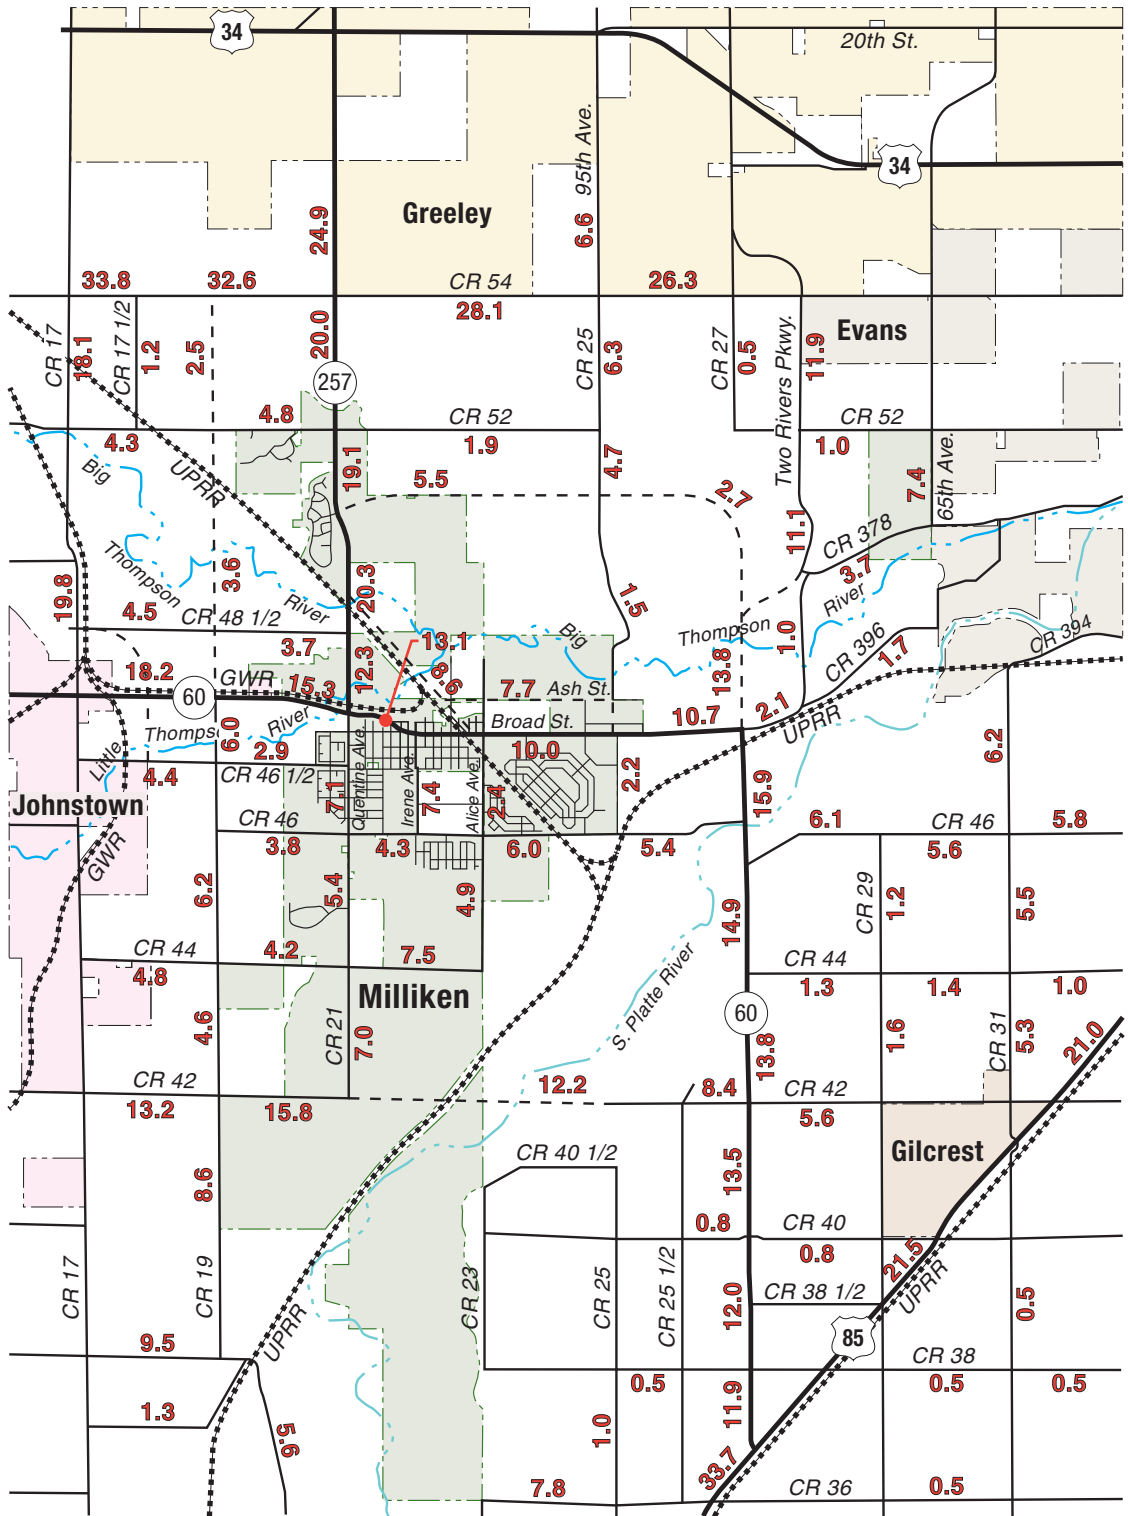 34
20th St.
95th Ave.
34
Greeley
24.9
6.6
33.8
32.6
CR 54
26.3
28.1
CR 17
18.1
CR 17 1/2
1.2
2.5
20.0
257
CR 25
6.3
CR 27
0.5
Two Rivers Pkwy.
11.9
Evans
4.8
CR 52
CR 52
4.3
1.9
1.0
Big
UPRR
19.1
5.5
4.7
2.7
7.4
65th Ave.
11.1
CR 378
Thompson
3.6
River
20.3
3.7
River
19.8
4.5
CR 48 1/2
1.5
Big
Thompson
1.0
CR 396
1.7
CR 394
3.7
13.1
18.2
GWR
15.3
12.3
8.6
7.7
Ash St.
13.8
60
River
Thomps
6.0
2.9
Broad St.
10.7
2.1
UPRR
10.0
6.2
Little
4.4
CR 46 1/2
7.1
Quentine Ave.
Irene Ave.
7.4
Alice Ave.
2.4
2.2
15.9
Johnstown
CR 46
6.1
CR 46
5.8
GWR
3.8
4.3
6.0
5.4
5.6
6.2
5.4
4.9
14.9
CR 29
1.2
5.5
CR 44
4.2
7.5
S. Platte River
CR 44
4.8
Milliken
1.3
1.4
1.0
60
4.6
CR 21
7.0
13.8
1.6
CR 31
5.3
21.0
CR 42
12.2
8.4
CR 42
13.2
15.8
5.6
Gilcrest
CR 40 1/2
8.6
13.5
0.8
CR 40
0.8
21.5
UPRR
CR 17
CR 19
CR 23
CR 25
CR 25 1/2
12.0
CR 38 1/2
0.5
UPRR
85
9.5
CR 38
0.5
0.5
0.5
1.3
5.6
1.0
11.9
33.7
7.8
CR 36
0.5